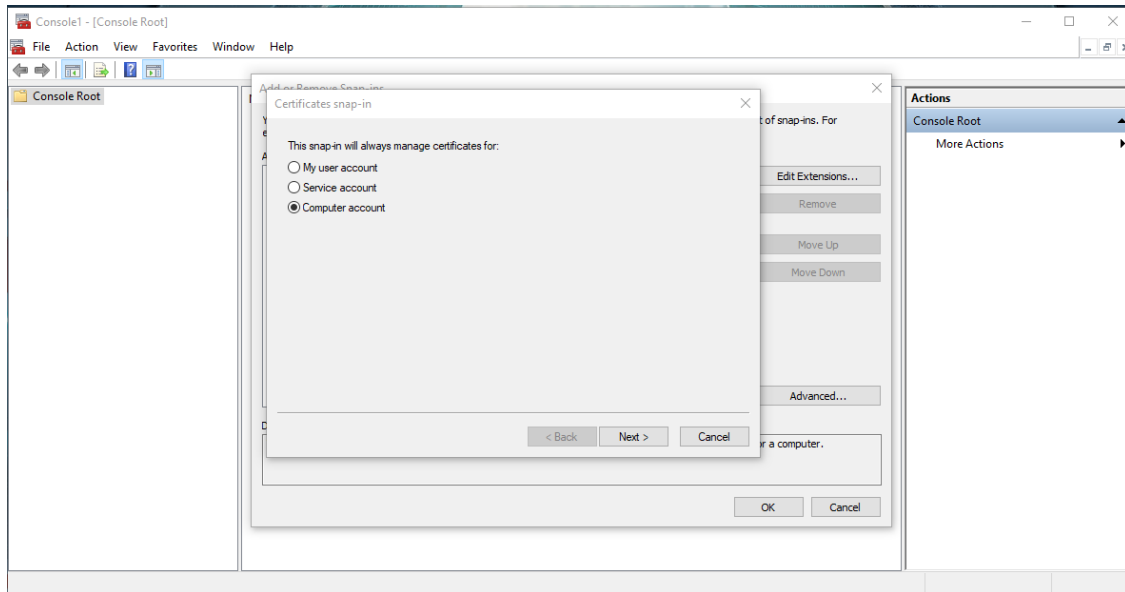 Console1 - [Console Root]
File Action View Favorites Window Help
Console Root
Add or Remove Snap-ins
Certificates snap-in
of snap-ins. For
This snap-in will always manage certificates for:
My user account
Service account
Computer account
Edit Extensions...
Remove
Move Up
Move Down
Advanced...
< Back Next > Cancel
r a computer.
OK Cancel
Actions
Console Root
More Actions